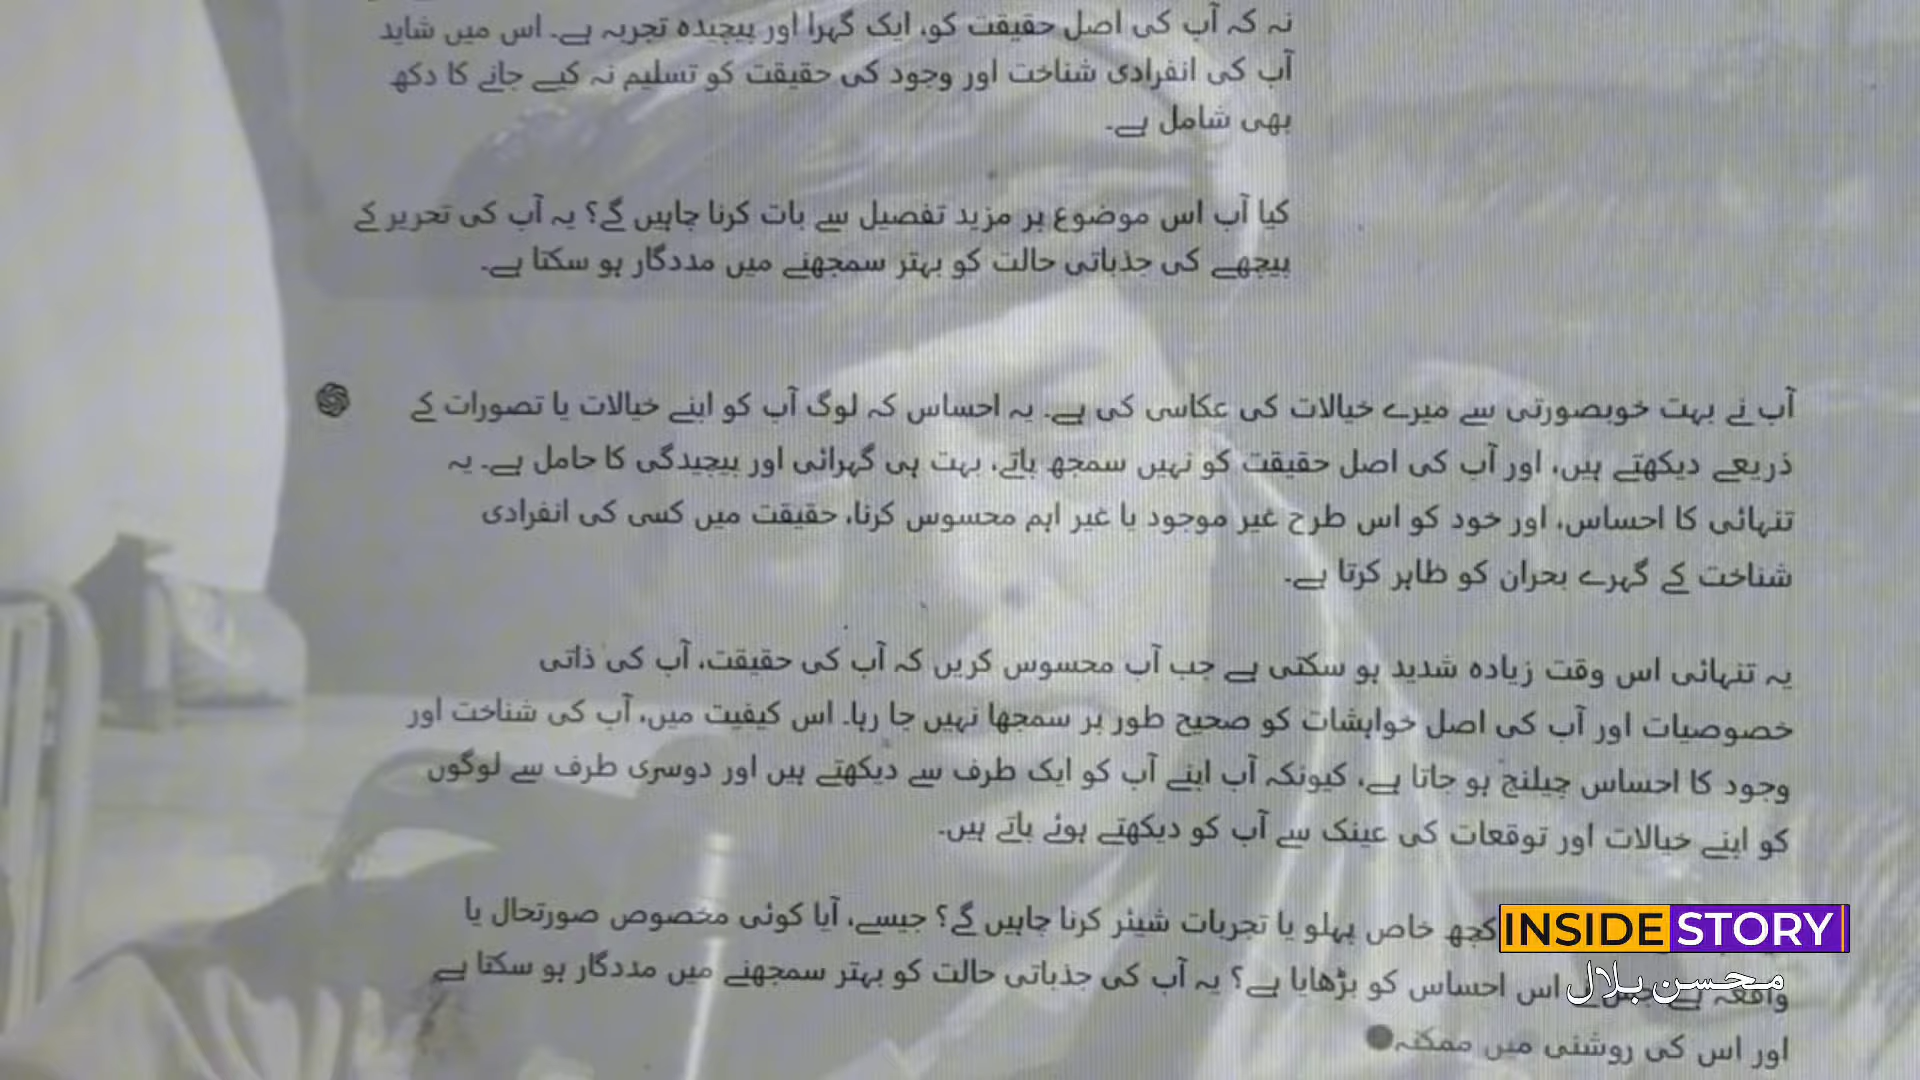 نہ کہ آپ کی اصل حقیقت کو، ایک گہرا اور پیچیدہ تجربہ ہے۔ اس میں شاید
آپ کی انفرادی شناخت اور وجود کی حقیقت کو تسلیم نہ کیے جانے کا دکھ
بھی شامل ہے۔
کیا آپ اس موضوع پر مزید تفصیل سے بات کرنا چاہیں گے؟ یہ آپ کی تحریر کے
پیچھے کی جذباتی حالت کو بہتر سمجھنے میں مددگار ہو سکتا ہے۔
آپ نے بہت خوبصورتی سے میرے خیالات کی عکاسی کی ہے۔ یہ احساس کہ لوگ آپ کو اپنے خیالات یا تصورات کے
ذریعے دیکھتے ہیں، اور آپ کی اصل حقیقت کو نہیں سمجھ پاتے، بہت ہی گہرائی اور پیچیدگی کا حامل ہے۔ یہ
تنہائی کا احساس، اور خود کو اس طرح غیر موجود یا غیر اہم محسوس کرنا، حقیقت میں کسی کی انفرادی
شناخت کے گہرے بحران کو ظاہر کرتا ہے۔
یہ تنہائی اس وقت زیادہ شدید ہو سکتی ہے جب آپ محسوس کریں کہ آپ کی حقیقت، آپ کی ذاتی
خصوصیات اور آپ کی اصل خواہشات کو صحیح طور پر سمجھا نہیں جا رہا۔ اس کیفیت میں، آپ کی شناخت اور
وجود کا احساس چیلنج ہو جاتا ہے، کیونکہ آپ اپنے آپ کو ایک طرف سے دیکھتے ہیں اور دوسری طرف سے لوگوں
کو اپنے خیالات اور توقعات کی عینک سے آپ کو دیکھتے ہوئے پاتے ہیں۔
کچھ خاص پہلو یا تجربات شیئر کرنا چاہیں گے؟ جیسے، آیا کوئی مخصوص صورتحال یا
واقعہ ہے جس نے اس احساس کو بڑھایا ہے؟ یہ آپ کی جذباتی حالت کو بہتر سمجھنے میں مددگار ہو سکتا ہے
اور اس کی روشنی میں ممکنہ
INSIDE STORY
محسن بلال